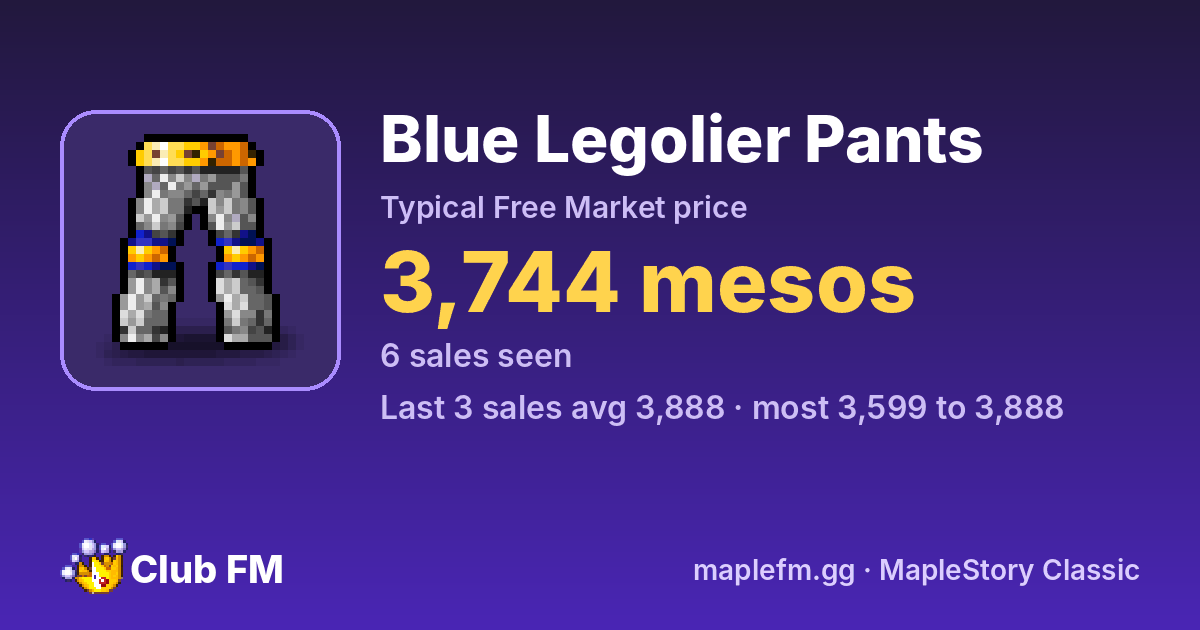 Blue Legolier Pants
Typical Free Market price
3,744 mesos
6 sales seen
Last 3 sales avg 3,888 · most 3,599 to 3,888
Club FM
maplefm.gg · MapleStory Classic